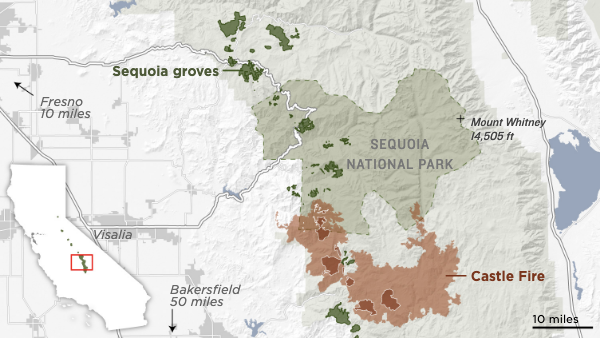 Sequoia groves
Fresno
10 miles
Mount Whitney
14,505 ft
SEQUOIA
NATIONAL PARK
Visalia
Castle Fire
Bakersfield
50 miles
10 miles